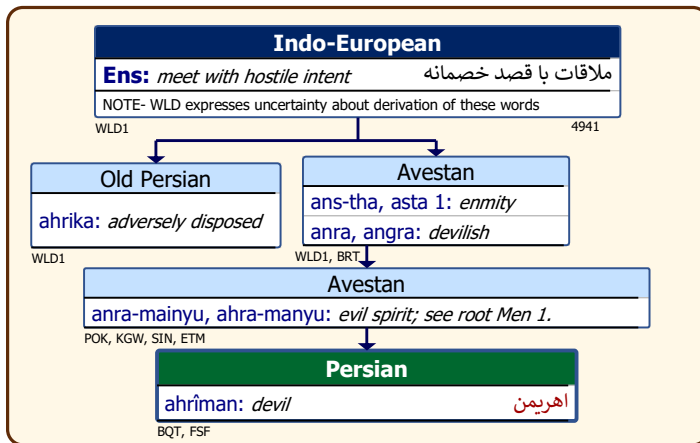 Indo-European
Ens: meet with hostile intent ملاقات با قصد خصمانه
NOTE- WLD expresses uncertainty about derivation of these words
WLD1 4941
Old Persian
ahrika: adversely disposed
WLD1
Avestan
ans-tha, asta 1: enmity
anra, angra: devilish
WLD1, BRT
Avestan
anra-mainyu, ahra-manyu: evil spirit; see root Men 1.
POK, KGW, SIN, ETM
Persian
ahrîman: devil اهریمن
BQT, FSF